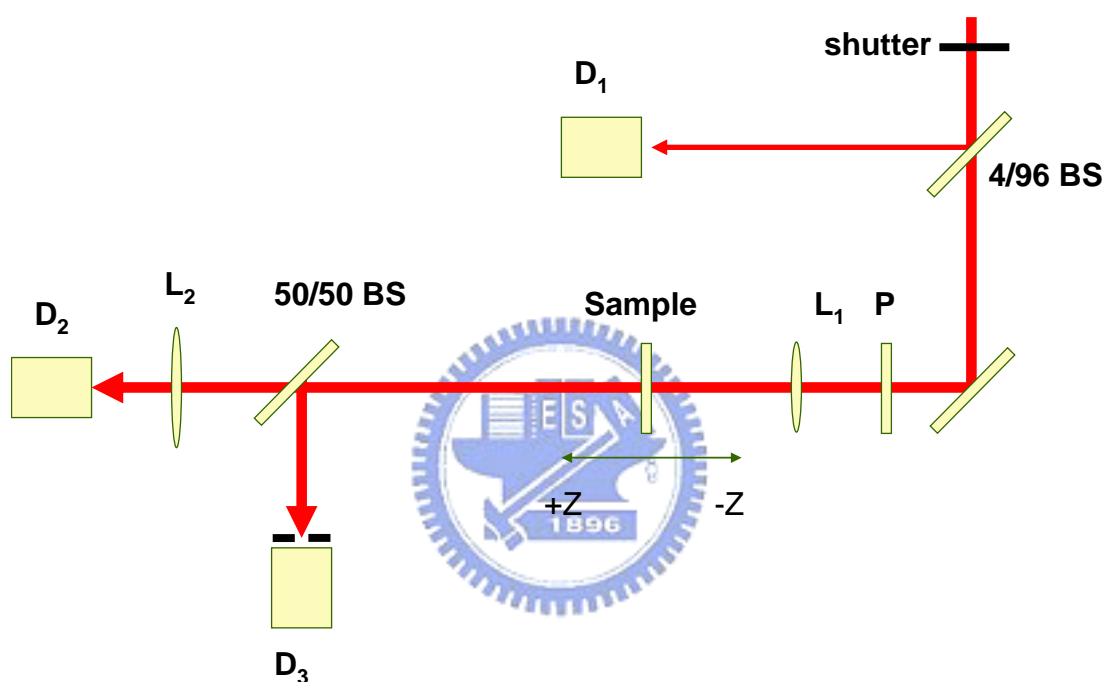 shutter
D₁
4/96 BS
L₂
50/50 BS
Sample
L₁
P
D₂
+Z
-Z
D₃
E S A
1896